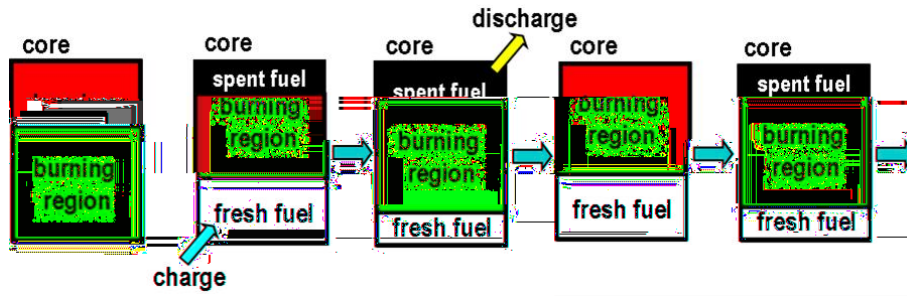 discharge
core
core
core
core
core
spent fuel
spent fuel
spent fuel
burning
region
burning
region
burning
region
burning
region
burning
region
fresh fuel
fresh fuel
fresh fuel
fresh fuel
charge